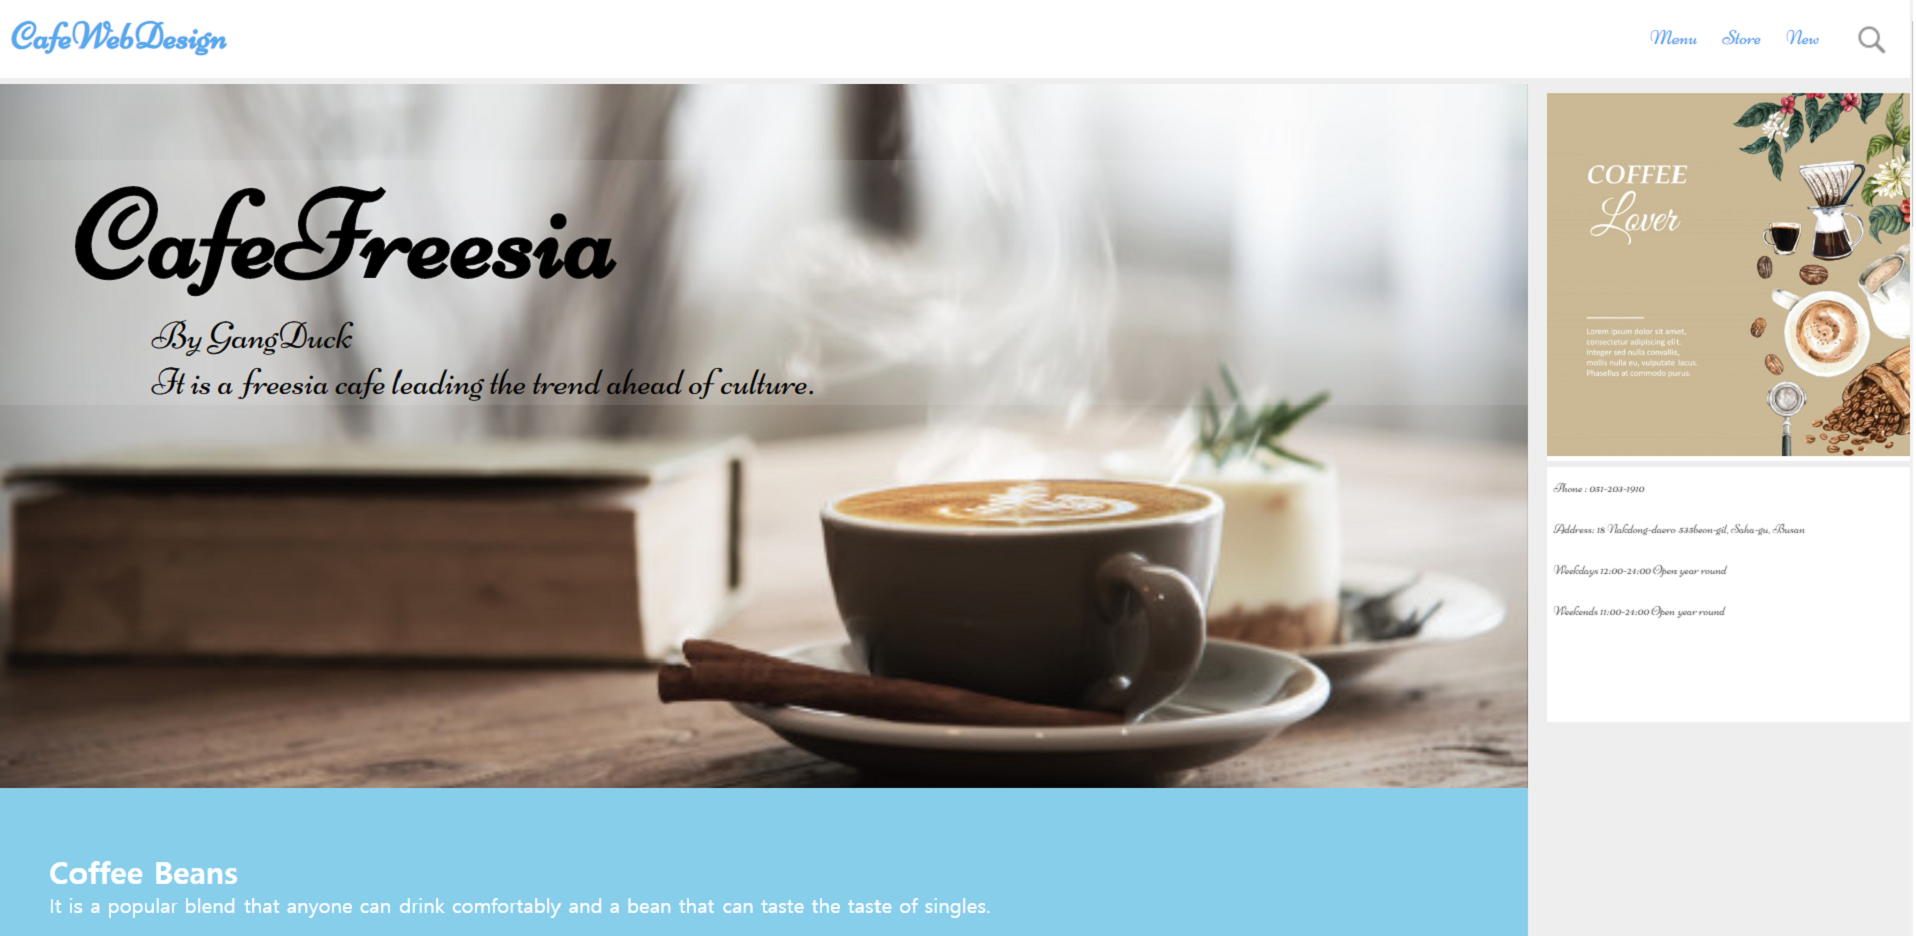 CafeWebDesign
Menu Store New
CafeFreesia
By GangDuck
It is a freesia cafe leading the trend ahead of culture.
COFFEE
Lover
Lorem ipsum dolor sit amet,
consectetur adipiscing elit.
Integer sed nulla convallis,
mollis nulla eu, vulputate lacus.
Phasellus at commodo purus.
Phone : 051-203-1910
Address: 18 Nakdong-daero 535beon-gil, Saha-gu, Busan
Weekdays 12:00-24:00 Open year round
Weekends 11:00-24:00 Open year round
Coffee Beans
It is a popular blend that anyone can drink comfortably and a bean that can taste the taste of singles.